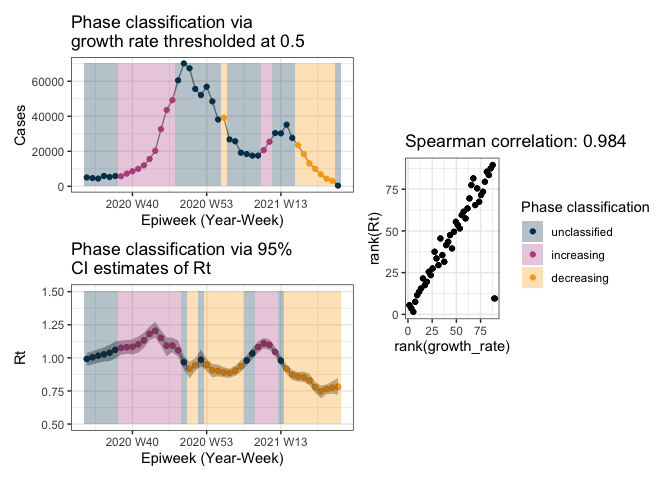 Phase classification via
growth rate thresholded at 0.5
Cases
60000
40000
20000
0
2020 W40
2020 W53
2021 W13
Epiweek (Year-Week)
Phase classification via 95%
CI estimates of Rt
Rt
1.50
1.25
1.00
0.75
0.50
2020 W40
2020 W53
2021 W13
Epiweek (Year-Week)
Spearman correlation: 0.984
rank(Rt)
75
50
25
0
0
25
50
75
rank(growth_rate)
Phase classification
unclassified
increasing
decreasing